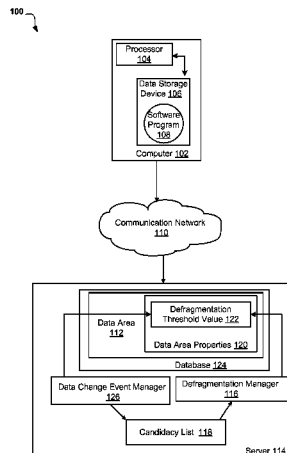 100
Processor
104
Data Storage
Device 106
Software
Program
108
Computer 102
Communication Network
110
Defragmentation
Threshold Value 122
Data Area
112
Data Area Properties 120
Database 124
Data Change Event Manager
126
Defragmentation Manager
116
Candidacy List 118
Server 114